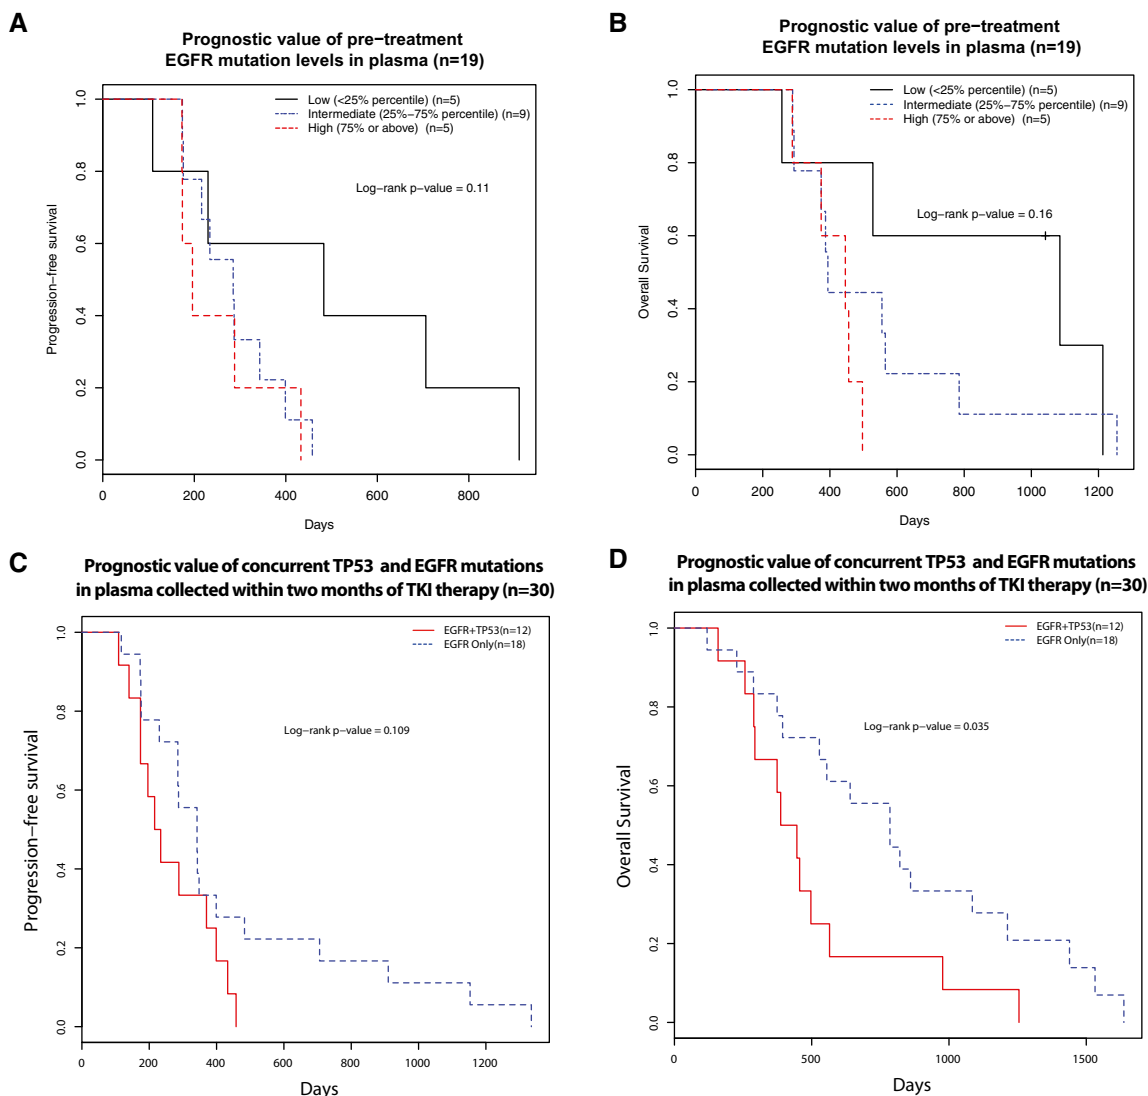 A
Prognostic value of pre−treatment
EGFR mutation levels in plasma (n=19)
Low (<25% percentile) (n=5)
Intermediate (25%−75% percentile) (n=9)
High (75% or above) (n=5)
Log−rank p−value = 0.11
Progression−free survival
1.0
0.8
0.6
0.4
0.2
0.0
0 200 400 600 800
Days
B
Prognostic value of pre−treatment
EGFR mutation levels in plasma (n=19)
Low (<25% percentile) (n=5)
Intermediate (25%−75% percentile) (n=9)
High (75% or above) (n=5)
Log−rank p−value = 0.16
Overall Survival
1.0
0.8
0.6
0.4
0.2
0.0
0 200 400 600 800 1000 1200
Days
C
Prognostic value of concurrent TP53 and EGFR mutations
in plasma collected within two months of TKI therapy (n=30)
EGFR+TP53(n=12)
EGFR Only(n=18)
Log−rank p−value = 0.109
Progression−free survival
1.0
0.8
0.6
0.4
0.2
0.0
0 200 400 600 800 1000 1200
Days
D
Prognostic value of concurrent TP53 and EGFR mutations
in plasma collected within two months of TKI therapy (n=30)
EGFR+TP53(n=12)
EGFR Only(n=18)
Log−rank p−value = 0.035
Overall Survival
1.0
0.8
0.6
0.4
0.2
0.0
0 500 1000 1500
Days